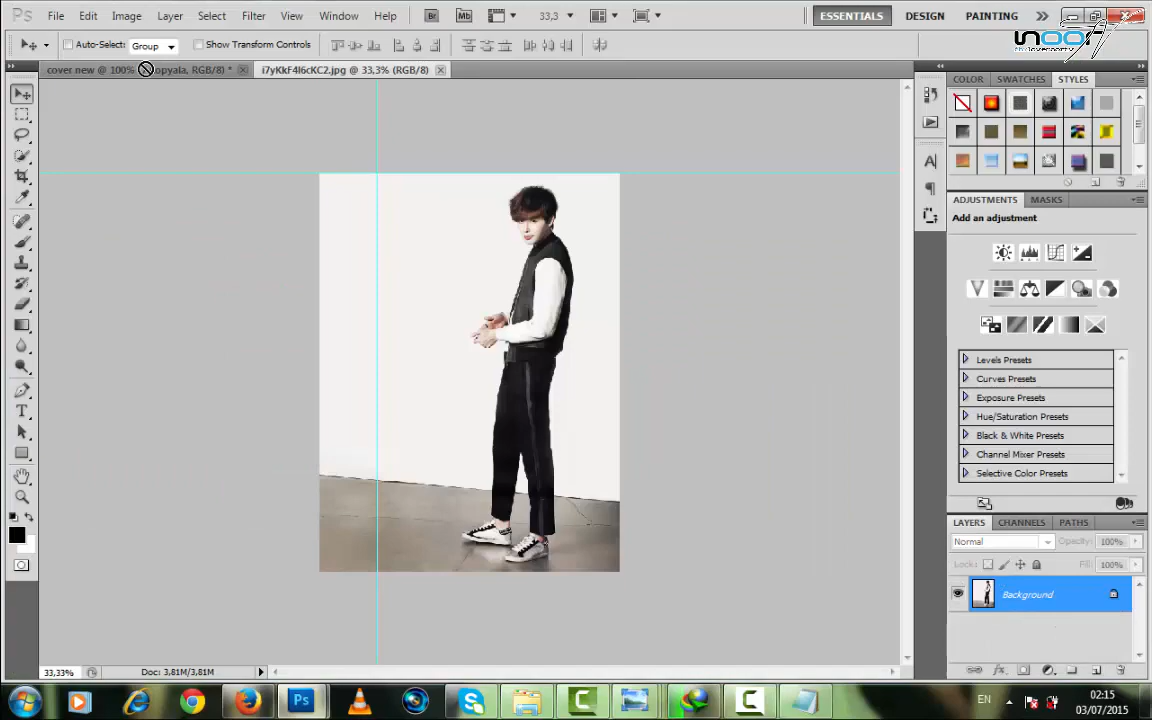 Ps File Edit Image Layer Select Filter View Window Help Br Mb 33,3 ESSENTIALS DESIGN PAINTING
inoor
Auto-Select: Group Show Transform Controls
cover new @ 100% opyala, RGB/8) * i7yKkF4l6cKC2.jpg @ 33,3% (RGB/8)
COLOR SWATCHES STYLES
ADJUSTMENTS MASKS
Add an adjustment
Levels Presets
Curves Presets
Exposure Presets
Hue/Saturation Presets
Black & White Presets
Channel Mixer Presets
Selective Color Presets
LAYERS CHANNELS PATHS
Normal Opacity: 100%
Lock: Fill: 100%
Background
33,33% Doc: 3,81M/3,81M
EN 02:15
03/07/2015